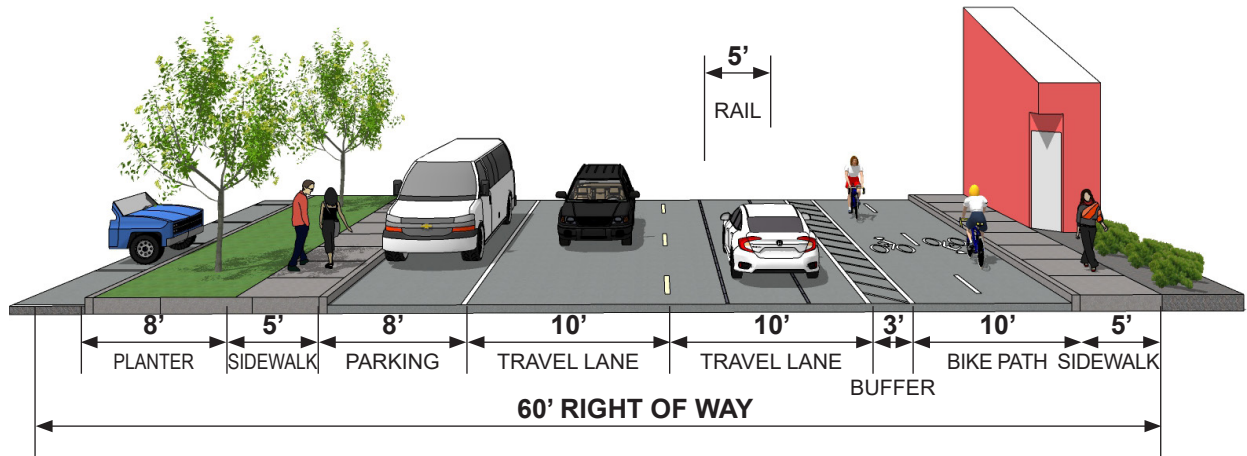 5’
RAIL
8’ 5’ 8’ 10’ 10’ 3’ 10’ 5’
PLANTER SIDEWALK PARKING TRAVEL LANE TRAVEL LANE BIKE PATH SIDEWALK
BUFFER
60’ RIGHT OF WAY